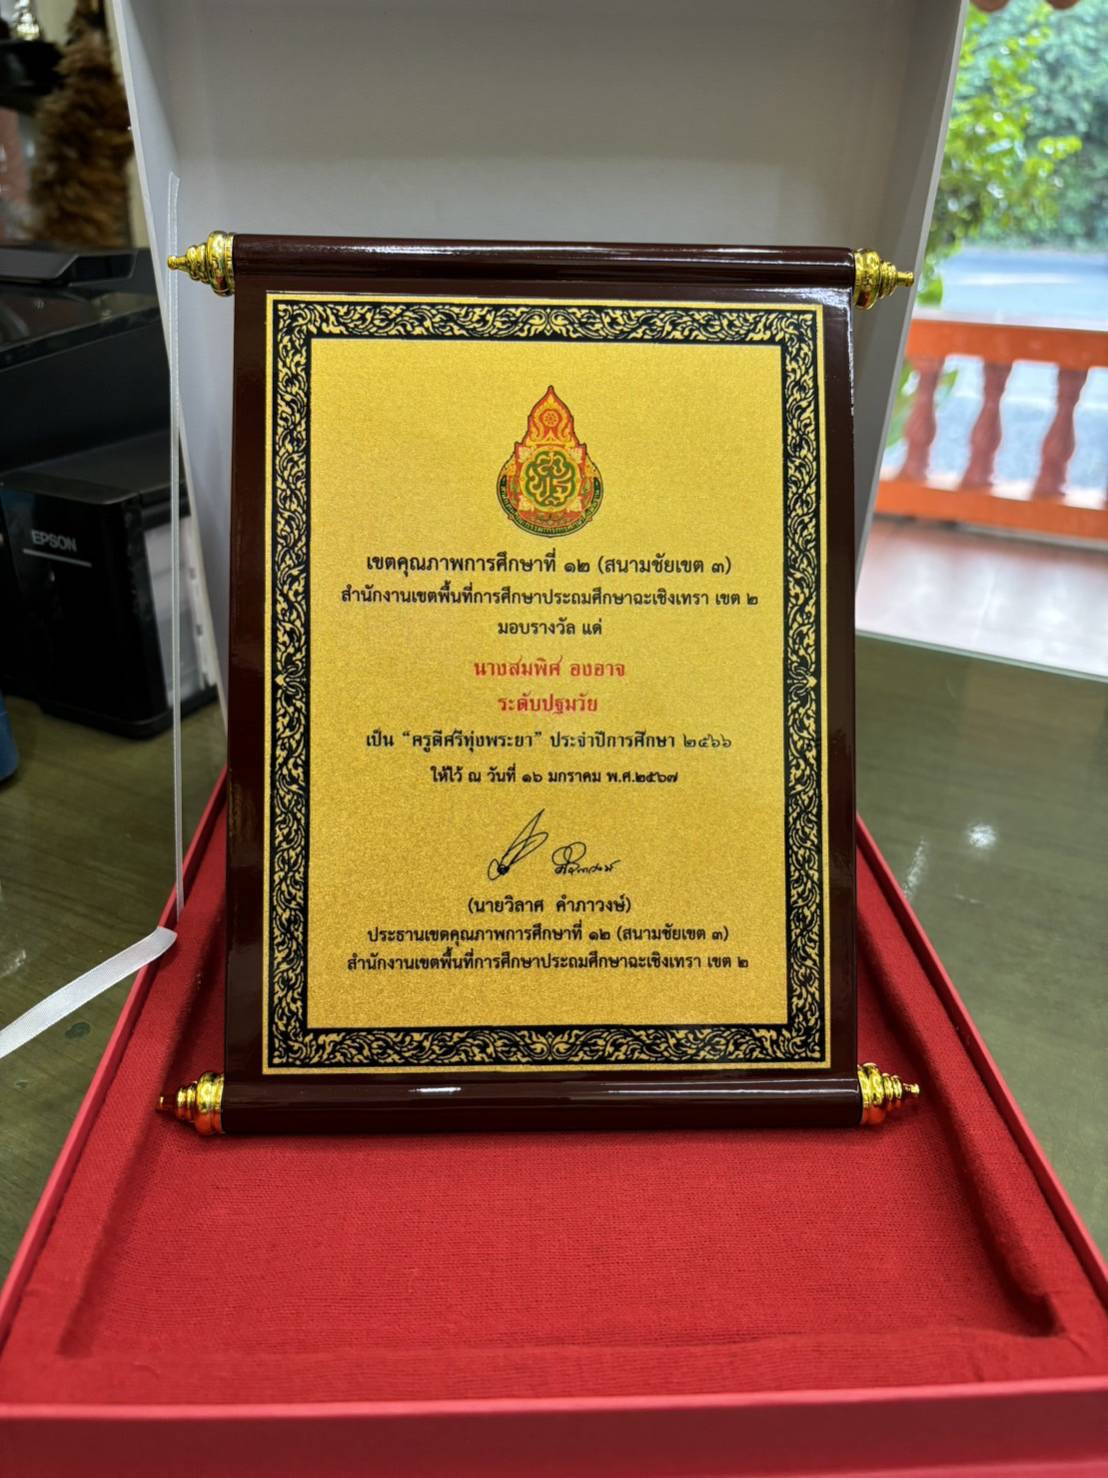 EPSON
เขตคุณภาพการศึกษาที่ ๑๒ (สนามชัยเขต ๓)
สำนักงานเขตพื้นที่การศึกษาประถมศึกษาฉะเชิงเทรา เขต ๒
มอบรางวัล แด่
นางสมพิศ องอาจ
ระดับปฐมวัย
เป็น “ครูดีศรีทุ่งพระยา” ประจำปีการศึกษา ๒๕๖๖
ให้ไว้ ณ วันที่ ๑๖ มกราคม พ.ศ.๒๕๖๗
(นายวิลาศ คำภาวงษ์)
ประธานเขตคุณภาพการศึกษาที่ ๑๒ (สนามชัยเขต ๓)
สำนักงานเขตพื้นที่การศึกษาประถมศึกษาฉะเชิงเทรา เขต ๒